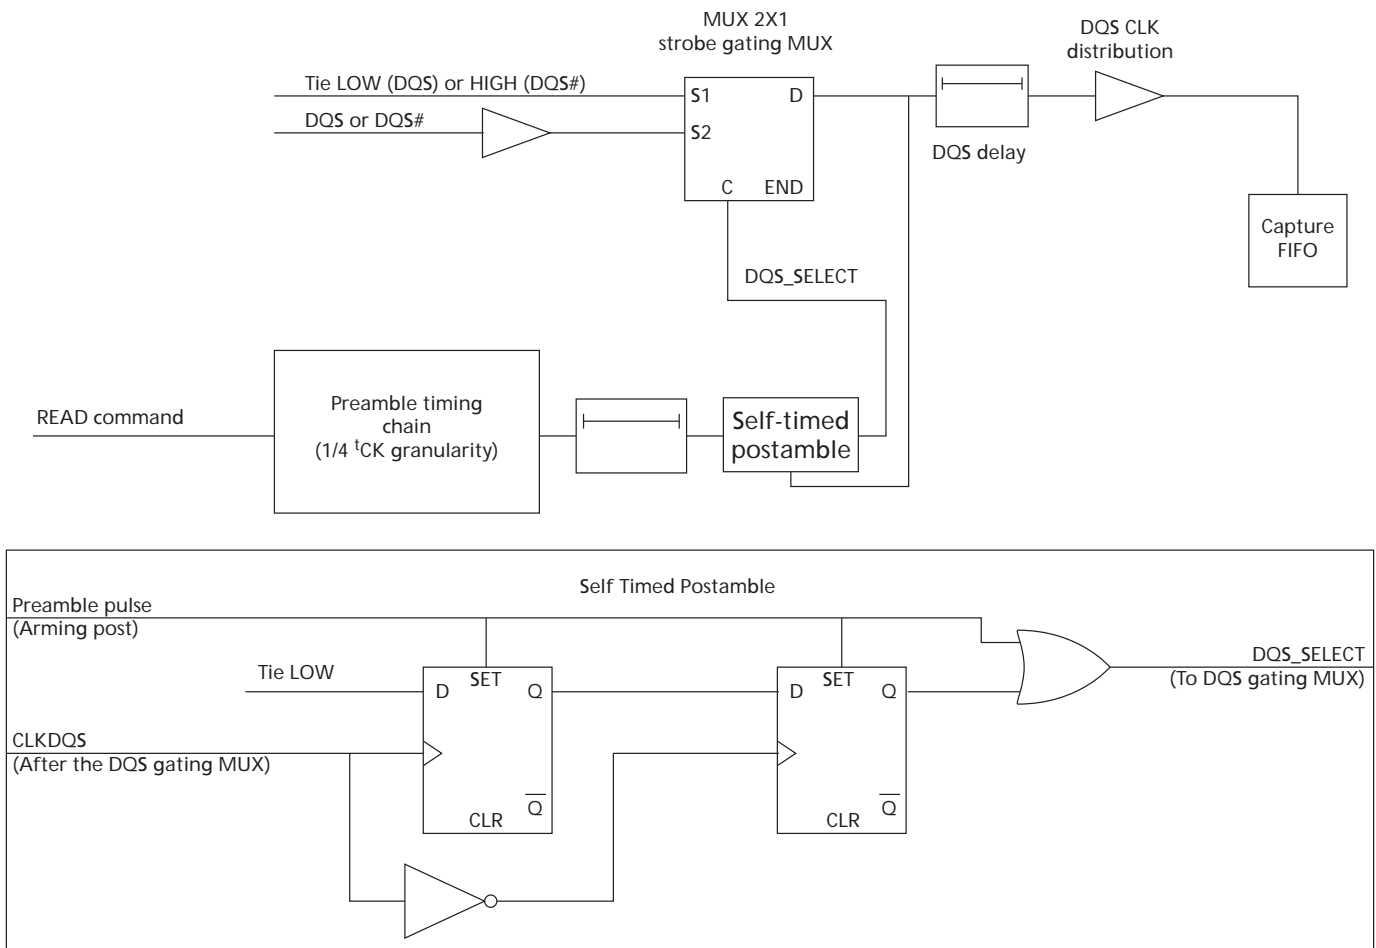 MUX 2X1
strobe gating MUX
DQS CLK
distribution
Tie LOW (DQS) or HIGH (DQS#)
S1
D
DQS or DQS#
S2
DQS delay
C
END
Capture
FIFO
DQS_SELECT
READ command
Preamble timing
chain
(1/4 tCK granularity)
Self-timed
postamble
Self Timed Postamble
Preamble pulse
(Arming post)
DQS_SELECT
(To DQS gating MUX)
Tie LOW
SET
D
Q
SET
D
Q
CLKDQS
(After the DQS gating MUX)
Q
CLR
Q
CLR